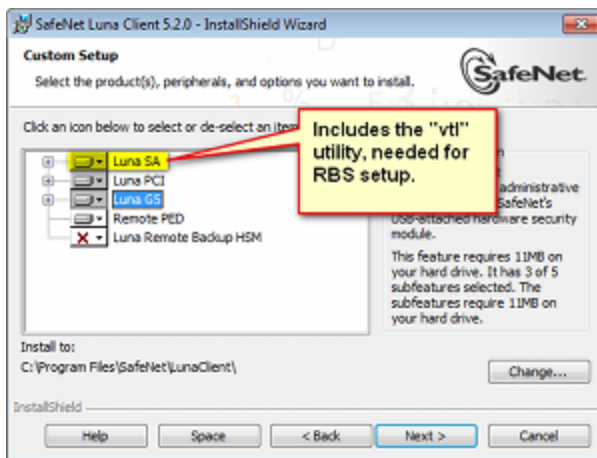 SafeNet Luna Client 5.2.0 - InstallShield Wizard
Custom Setup
Select the product(s), peripherals, and options you want to install.
SafeNet.
Click an icon below to select or de-select an item
Includes the "vtl"
utility, needed for
RBS setup.
Luna SA
Luna PCI
Luna G5
Remote PED
Luna Remote Backup HSM
administrative
SafeNet's
USB-attached hardware security
module.
This feature requires 11MB on
your hard drive. It has 3 of 5
subfeatures selected. The
subfeatures require 11MB on
your hard drive.
Install to:
C:\Program Files\SafeNet\LunaClient\
Change...
InstallShield
Help
Space
< Back
Next >
Cancel